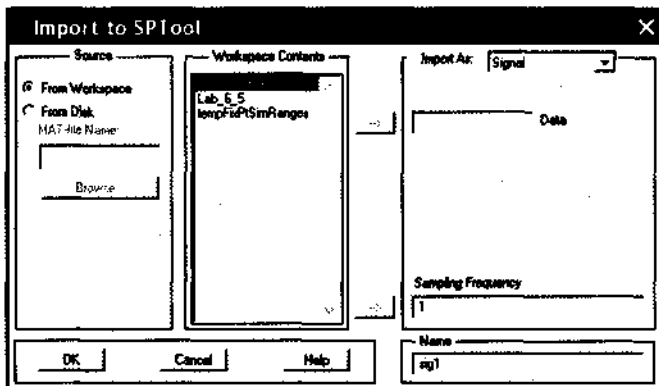 Import to SPTool
Source
From Workspace
From Disk
MAT-file Name:
Browse
Workspace Contents
Lab_6_5
tempFixPtSimRanges
Import As:
Signal
Data
Sampling Frequency
1
OK
Cancel
Help
Name
sig1